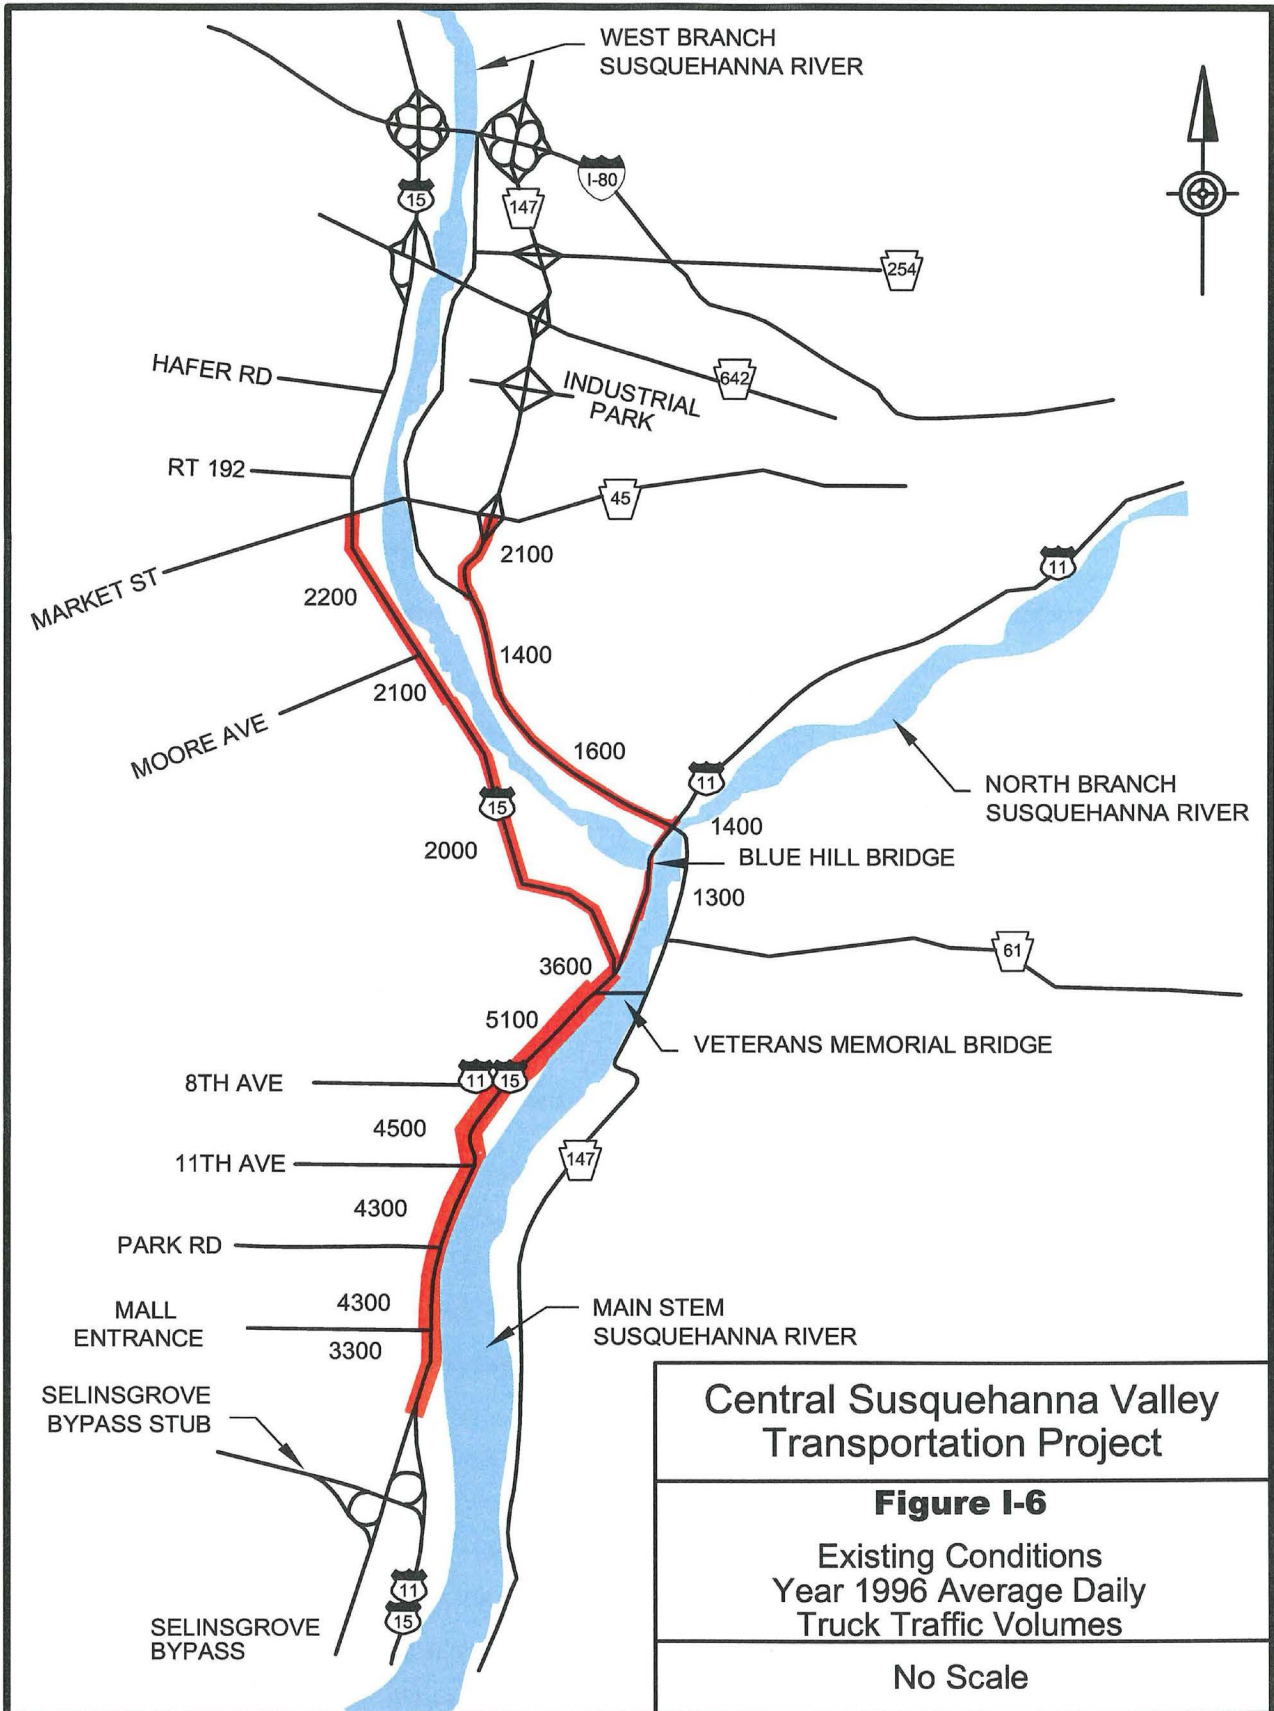 WEST BRANCH
SUSQUEHANNA RIVER
I-80
15
147
254
HAFER RD
642
INDUSTRIAL
PARK
RT 192
45
2100
11
MARKET ST
2200
1400
2100
MOORE AVE
1600
11
NORTH BRANCH
SUSQUEHANNA RIVER
15
1400
2000
BLUE HILL BRIDGE
1300
61
3600
5100
VETERANS MEMORIAL BRIDGE
8TH AVE
11 15
4500
11TH AVE
147
4300
PARK RD
4300
MALL
ENTRANCE
MAIN STEM
SUSQUEHANNA RIVER
3300
SELINSGROVE
BYPASS STUB
11
15
SELINSGROVE
BYPASS
Central Susquehanna Valley
Transportation Project
Figure I-6
Existing Conditions
Year 1996 Average Daily
Truck Traffic Volumes
No Scale